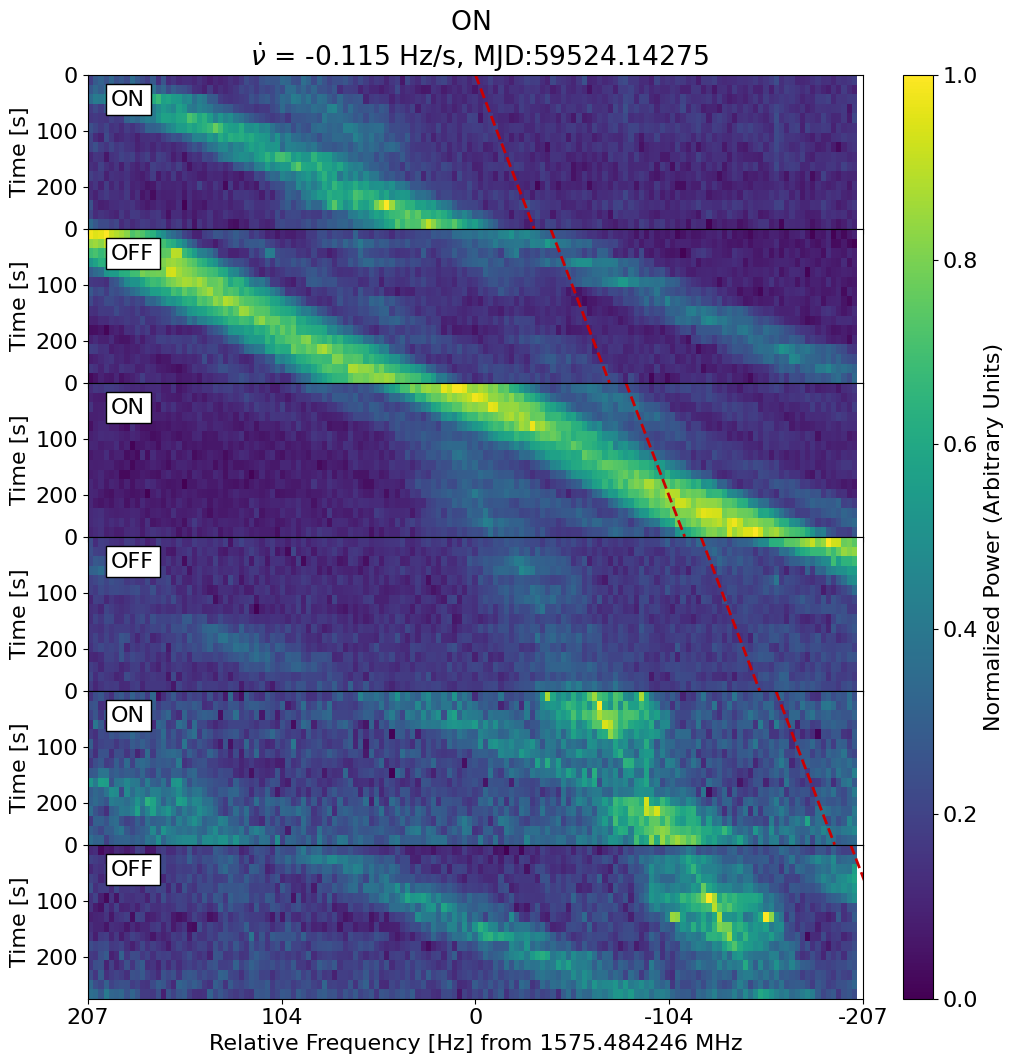 ON
ν̇ = -0.115 Hz/s, MJD:59524.14275
0
ON
100
200
Time [s]
0
OFF
100
200
Time [s]
0
ON
100
200
Time [s]
0
OFF
100
200
Time [s]
0
ON
100
200
Time [s]
0
OFF
100
200
Time [s]
207 104 0 -104 -207
Relative Frequency [Hz] from 1575.484246 MHz
1.0
0.8
0.6
0.4
0.2
0.0
Normalized Power (Arbitrary Units)